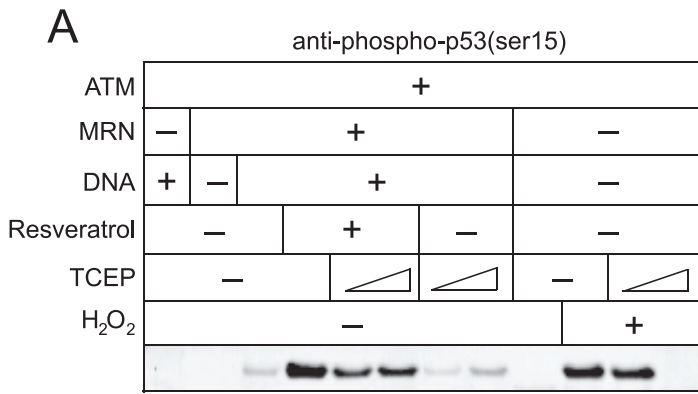 A
anti-phospho-p53(ser15)
ATM +
MRN – + –
DNA + – + –
Resveratrol – + – –
TCEP – –
H₂O₂ – +